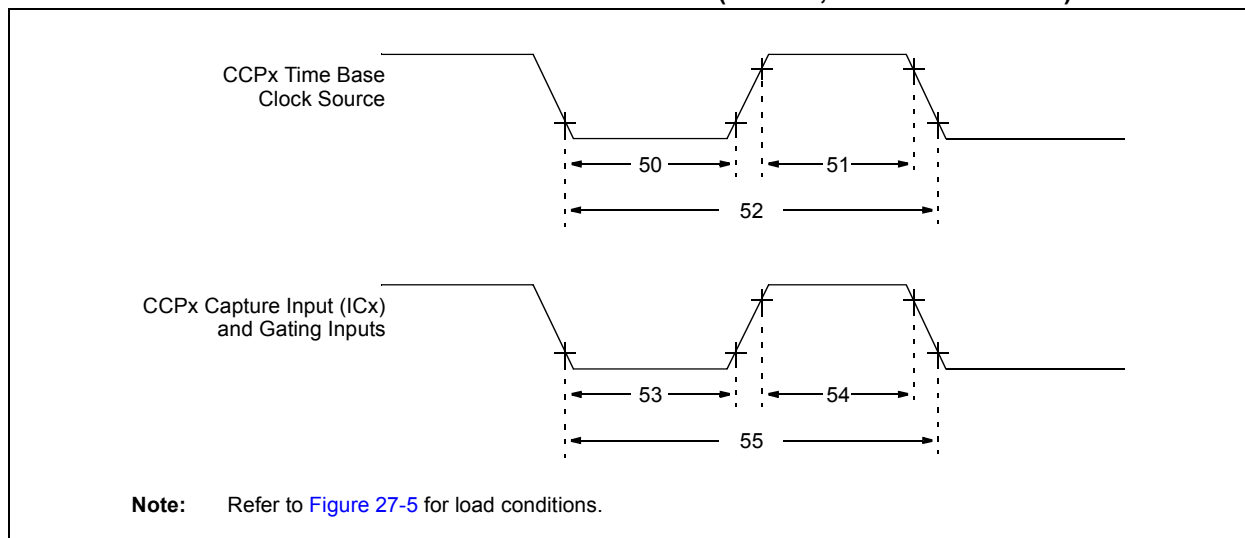 CCPx Time Base
Clock Source
50
51
52
CCPx Capture Input (ICx)
and Gating Inputs
53
54
55
Note: Refer to Figure 27-5 for load conditions.